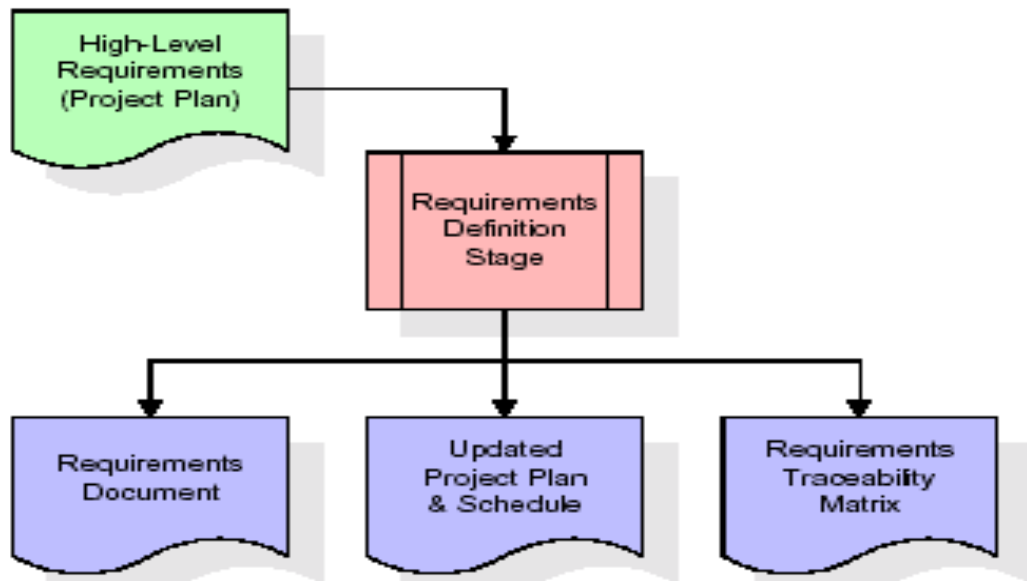 High-Level
Requirements
(Project Plan)
Requirements
Definition
Stage
Requirements
Document
Updated
Project Plan
& Schedule
Requirements
Traceability
Matrix